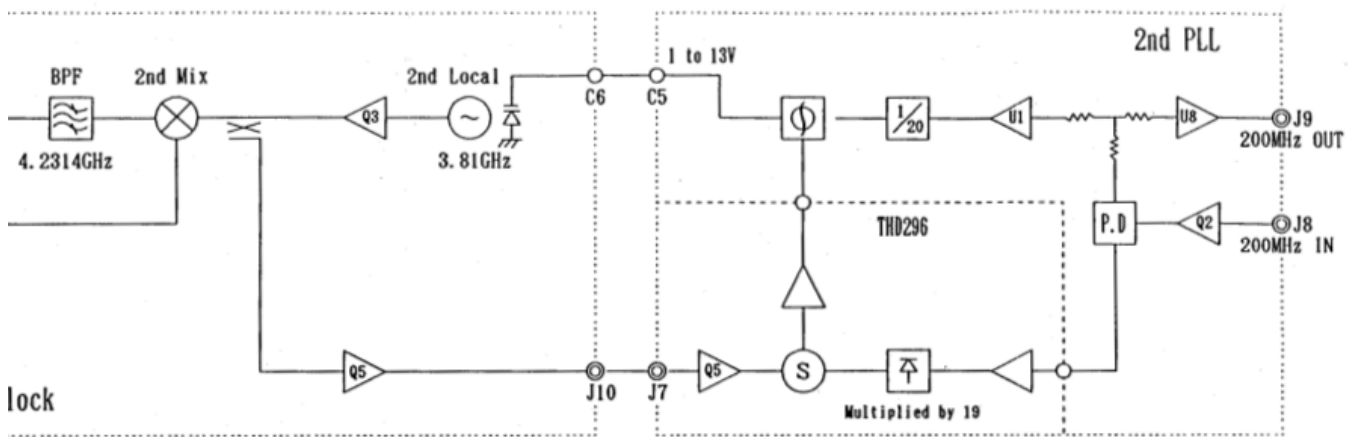 2nd PLL
1 to 13V
BPF
2nd Mix
2nd Local
C6
C5
Q3
1/20
U1
U8
J9
200MHz OUT
4.2314GHz
3.81GHz
THD296
P.D
Q2
J8
200MHz IN
Q5
J10
J7
Q5
S
lock
Multiplied by 19